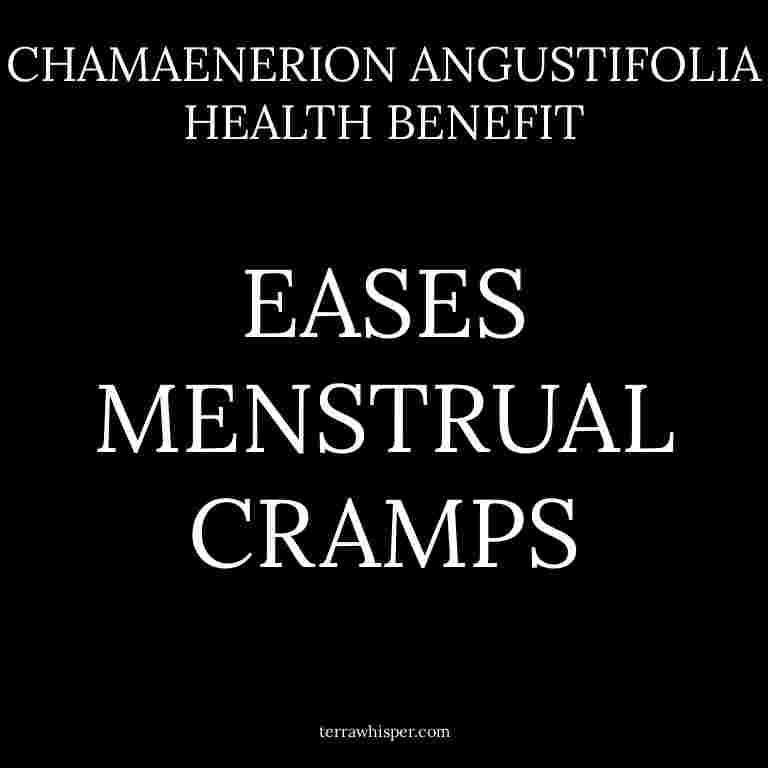 CHAMAENERION ANGUSTIFOLIA
HEALTH BENEFIT
EASES
MENSTRUAL
CRAMPS
terrawhisper.com